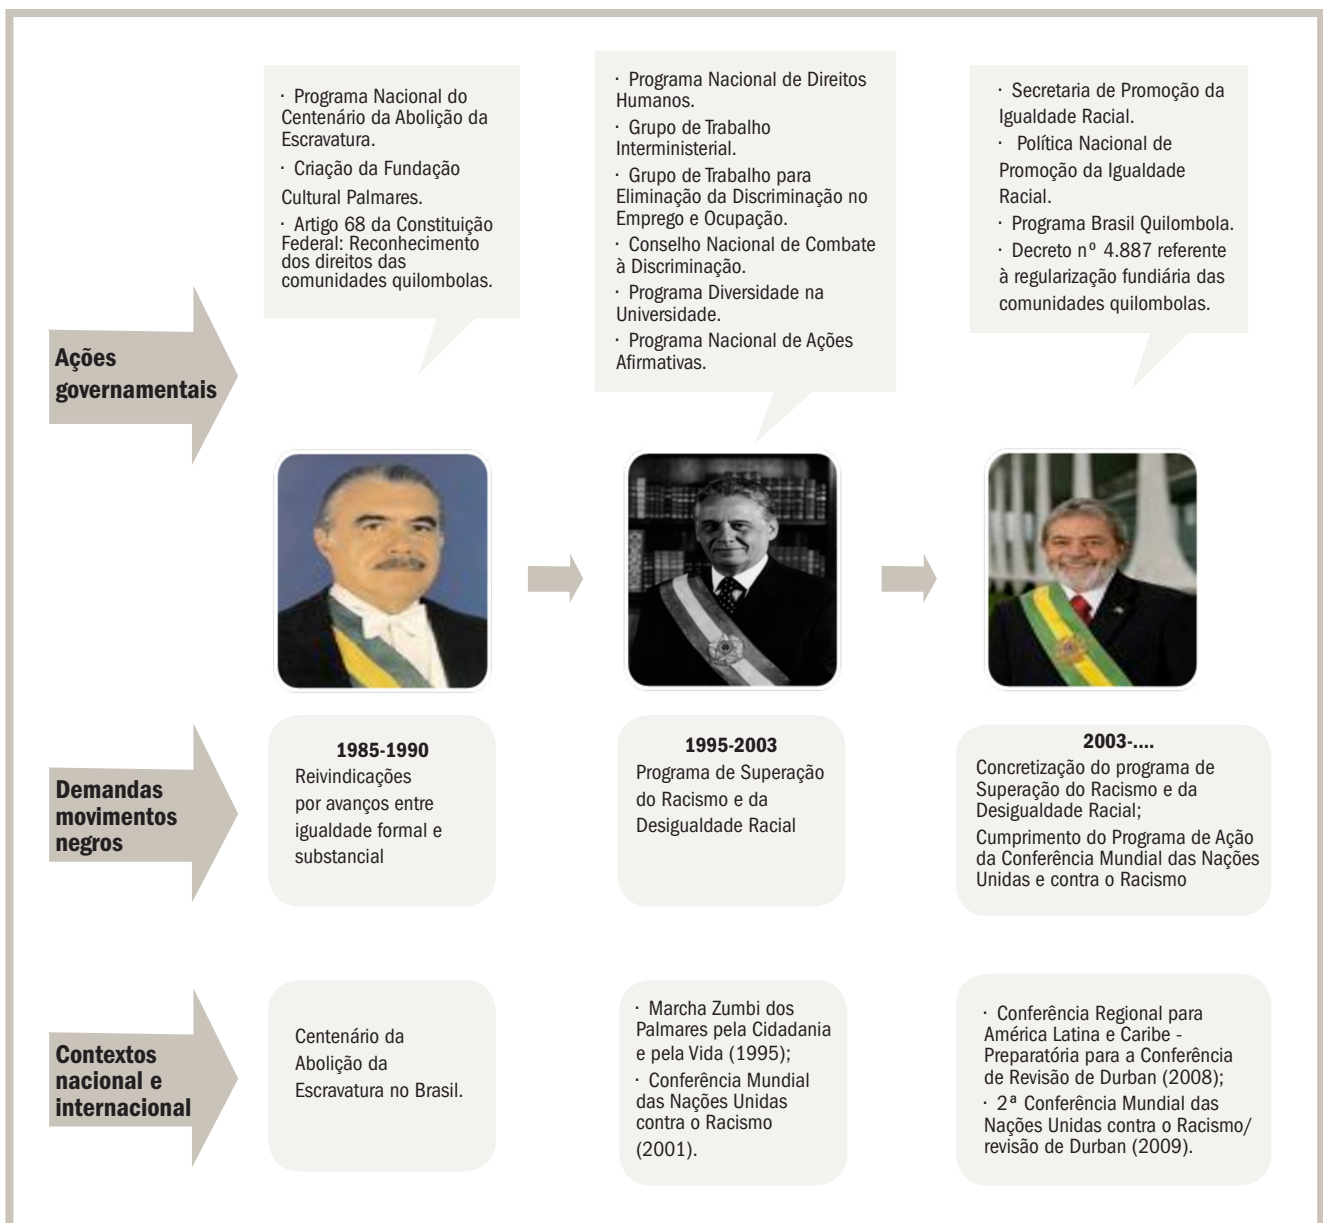 · Programa Nacional do
Centenário da Abolição da
Escravatura.
· Criação da Fundação
Cultural Palmares.
· Artigo 68 da Constituição
Federal: Reconhecimento
dos direitos das
comunidades quilombolas.
· Programa Nacional de Direitos
Humanos.
· Grupo de Trabalho
Interministerial.
· Grupo de Trabalho para
Eliminação da Discriminação no
Emprego e Ocupação.
· Conselho Nacional de Combate
à Discriminação.
· Programa Diversidade na
Universidade.
· Programa Nacional de Ações
Afirmativas.
· Secretaria de Promoção da
Igualdade Racial.
· Política Nacional de
Promoção da Igualdade
Racial.
· Programa Brasil Quilombola.
· Decreto nº 4.887 referente
à regularização fundiária das
comunidades quilombolas.
Ações
governamentais
Demandas
movimentos
negros
1985-1990
Reivindicações
por avanços entre
igualdade formal e
substancial
1995-2003
Programa de Superação
do Racismo e da
Desigualdade Racial
2003-....
Concretização do programa de
Superação do Racismo e da
Desigualdade Racial;
Cumprimento do Programa de Ação
da Conferência Mundial das Nações
Unidas e contra o Racismo
Contextos
nacional e
internacional
Centenário da
Abolição da
Escravatura no Brasil.
· Marcha Zumbi dos
Palmares pela Cidadania
e pela Vida (1995);
· Conferência Mundial
das Nações Unidas
contra o Racismo
(2001).
· Conferência Regional para
América Latina e Caribe -
Preparatória para a Conferência
de Revisão de Durban (2008);
· 2ª Conferência Mundial das
Nações Unidas contra o Racismo/
revisão de Durban (2009).